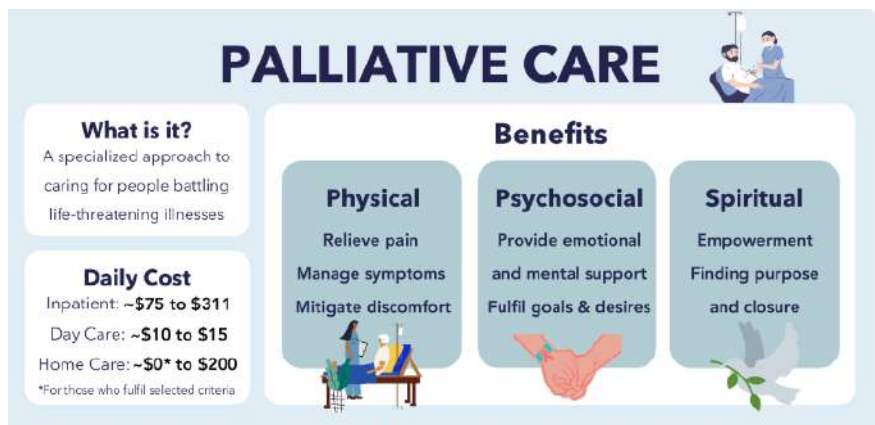 PALLIATIVE CARE
What is it?
A specialized approach to
caring for people battling
life-threatening illnesses
Daily Cost
Inpatient: ~$75 to $311
Day Care: ~$10 to $15
Home Care: ~$0* to $200
*For those who fulfil selected criteria
Benefits
Physical
Relieve pain
Manage symptoms
Mitigate discomfort
Psychosocial
Provide emotional
and mental support
Fulfil goals & desires
Spiritual
Empowerment
Finding purpose
and closure